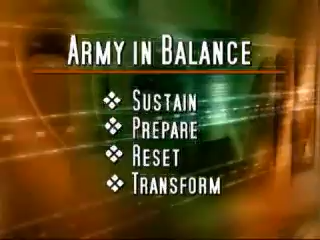 ARMY IN BALANCE
❖ SUSTAIN
❖ PREPARE
❖ RESET
❖ TRANSFORM